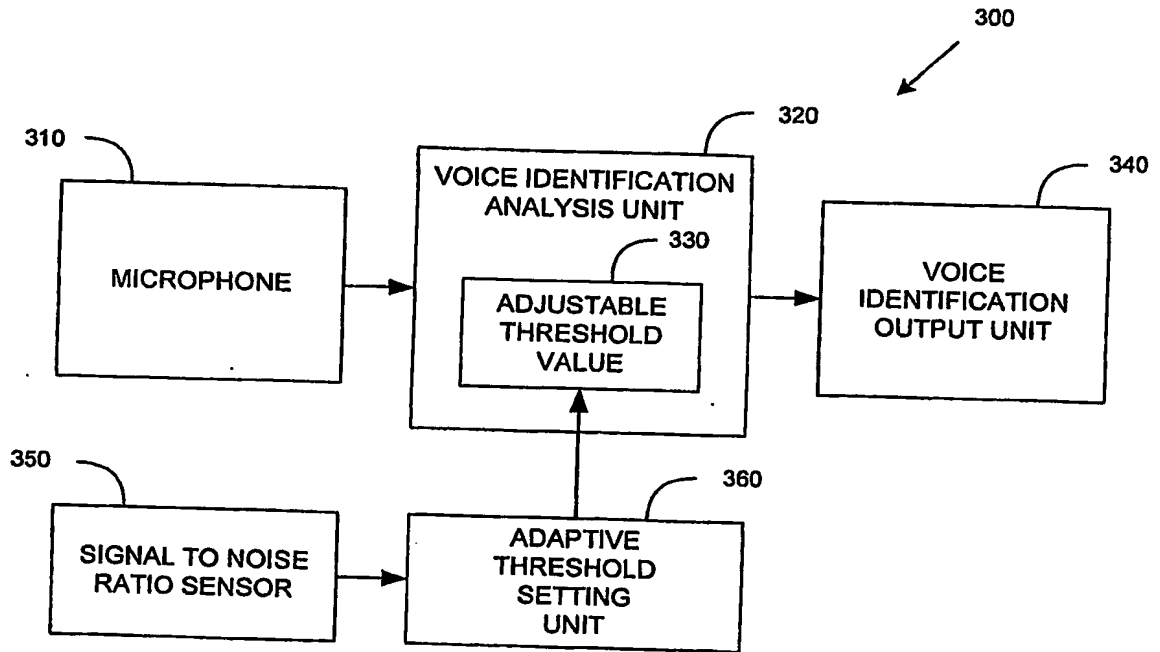 300
310
320
340
VOICE IDENTIFICATION
ANALYSIS UNIT
330
MICROPHONE
ADJUSTABLE
THRESHOLD
VALUE
VOICE
IDENTIFICATION
OUTPUT UNIT
350
360
SIGNAL TO NOISE
RATIO SENSOR
ADAPTIVE
THRESHOLD
SETTING
UNIT